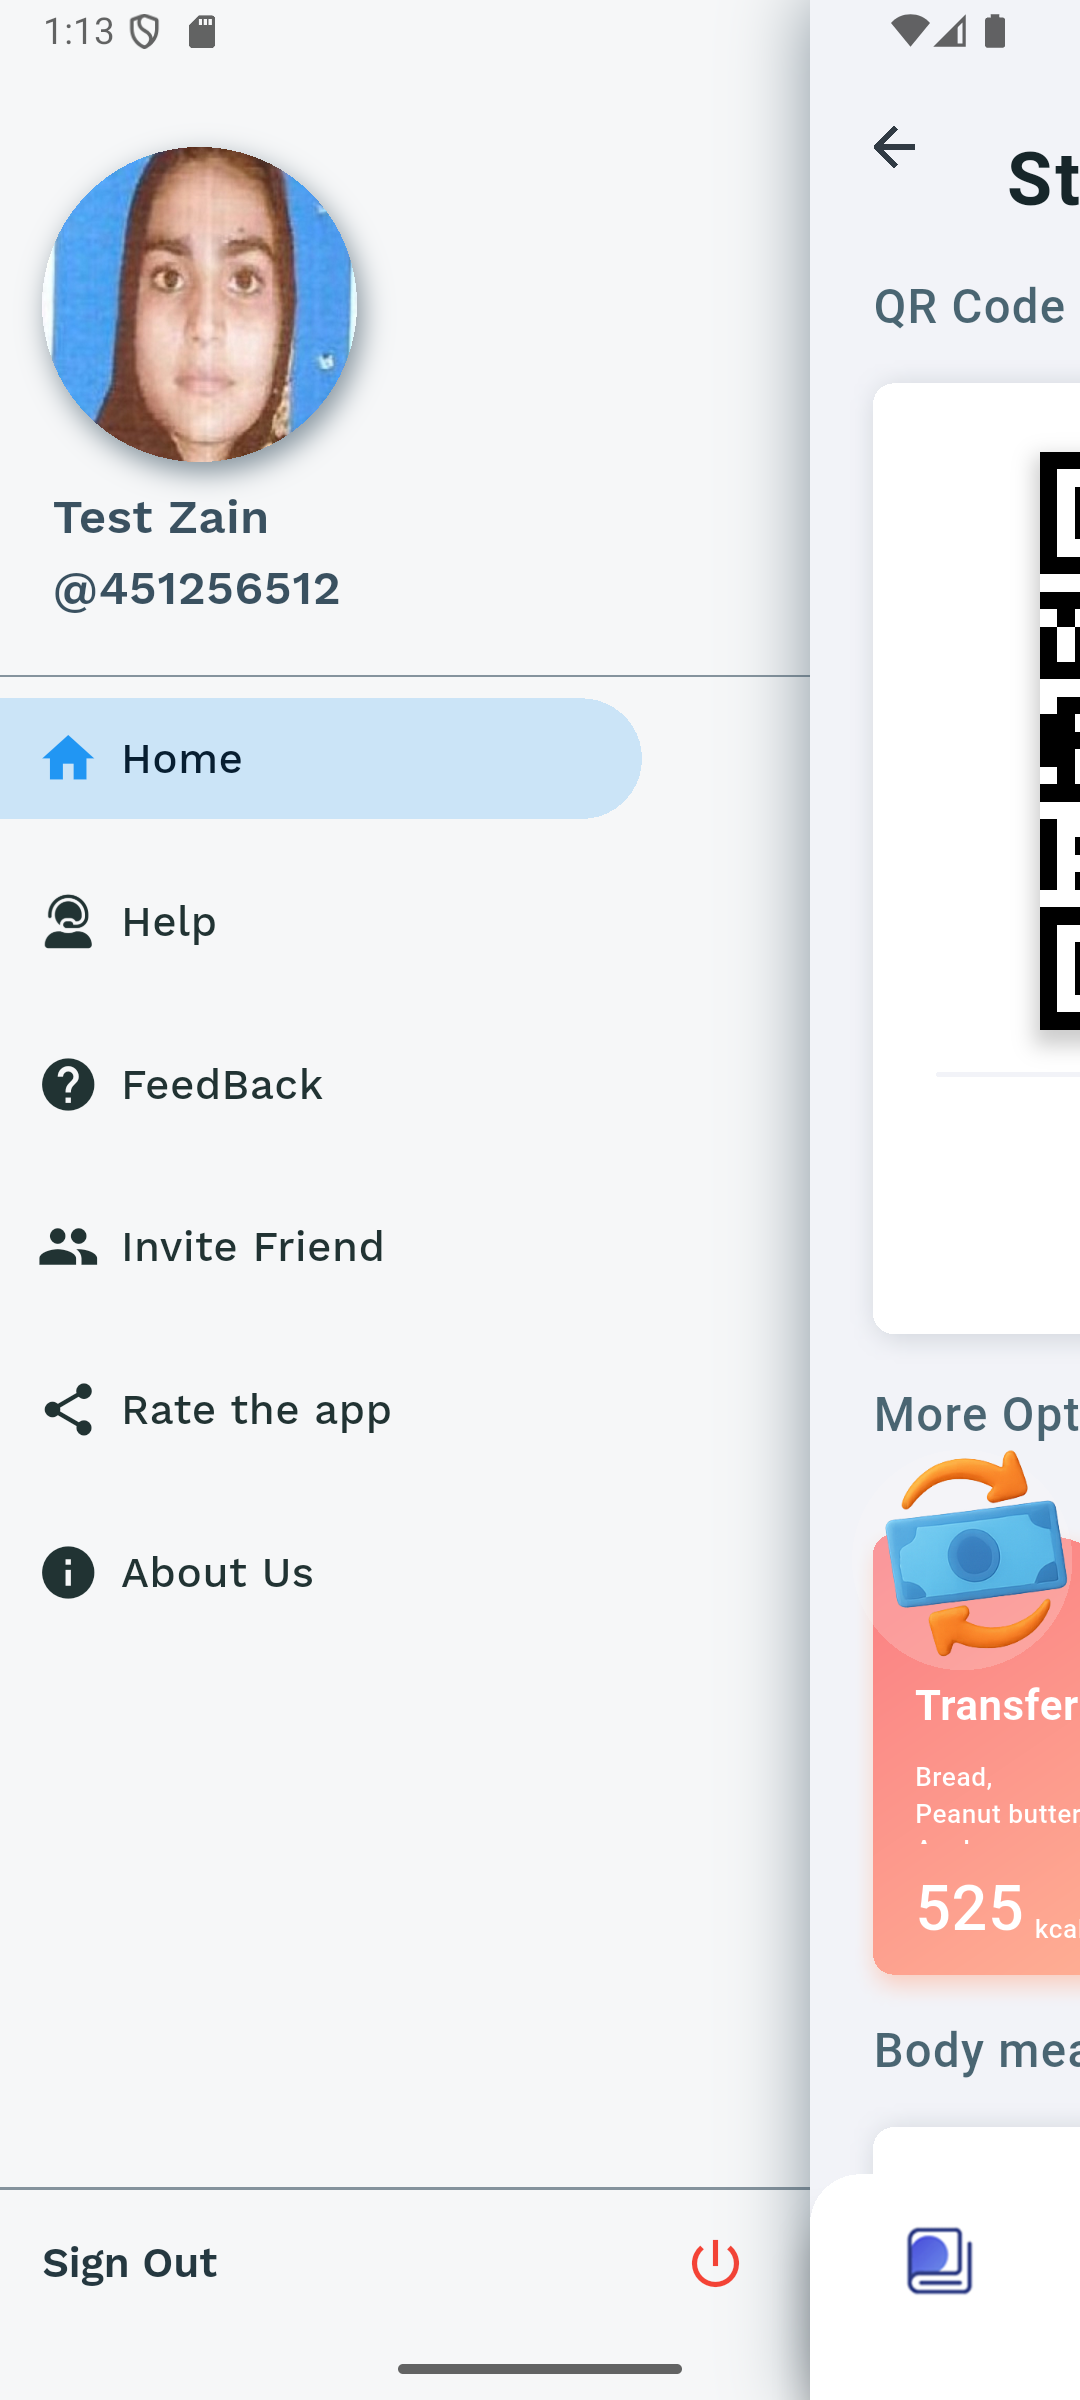 1:13
Test Zain
@451256512
Home
Help
FeedBack
Invite Friend
Rate the app
About Us
Sign Out
St
QR Code
More Opt
Transfer
Bread,
Peanut butter
525 kcal
Body mea